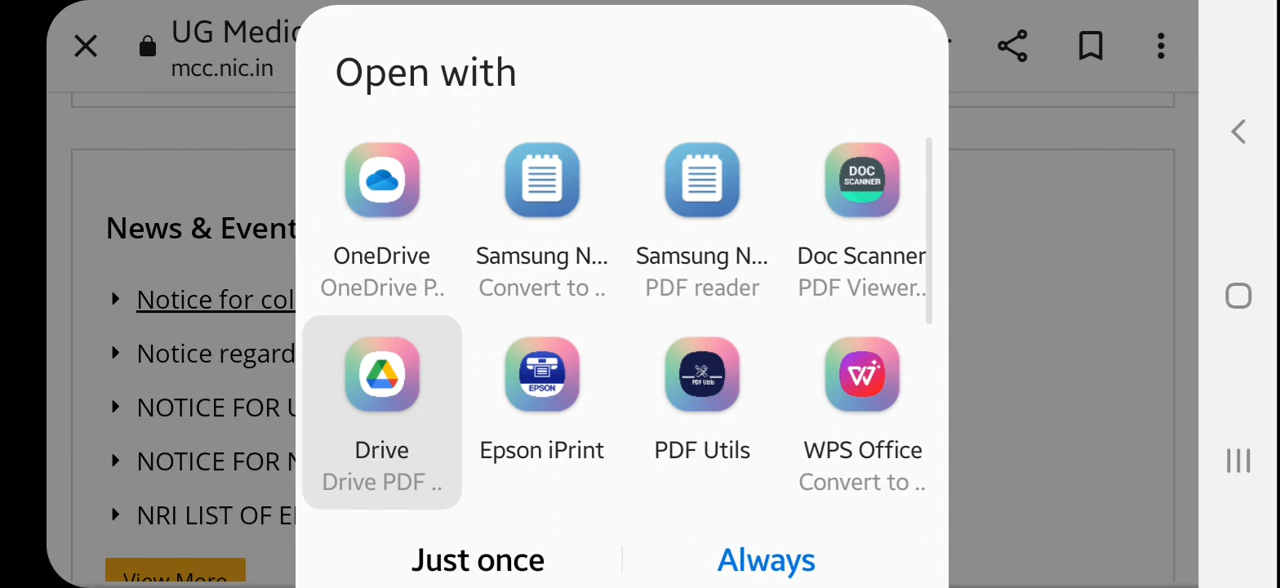 UG Medic
mcc.nic.in
Open with
OneDrive
OneDrive P..
Samsung N...
Convert to ..
Samsung N...
PDF reader
DOC
SCANNER
Doc Scanner
PDF Viewer..
Drive
Drive PDF ..
EPSON
Epson iPrint
PDF Utils
PDF Utils
W
WPS Office
Convert to ..
Just once
Always
News & Event
Notice for col
Notice regard
NOTICE FOR U
NOTICE FOR N
NRI LIST OF E
View More